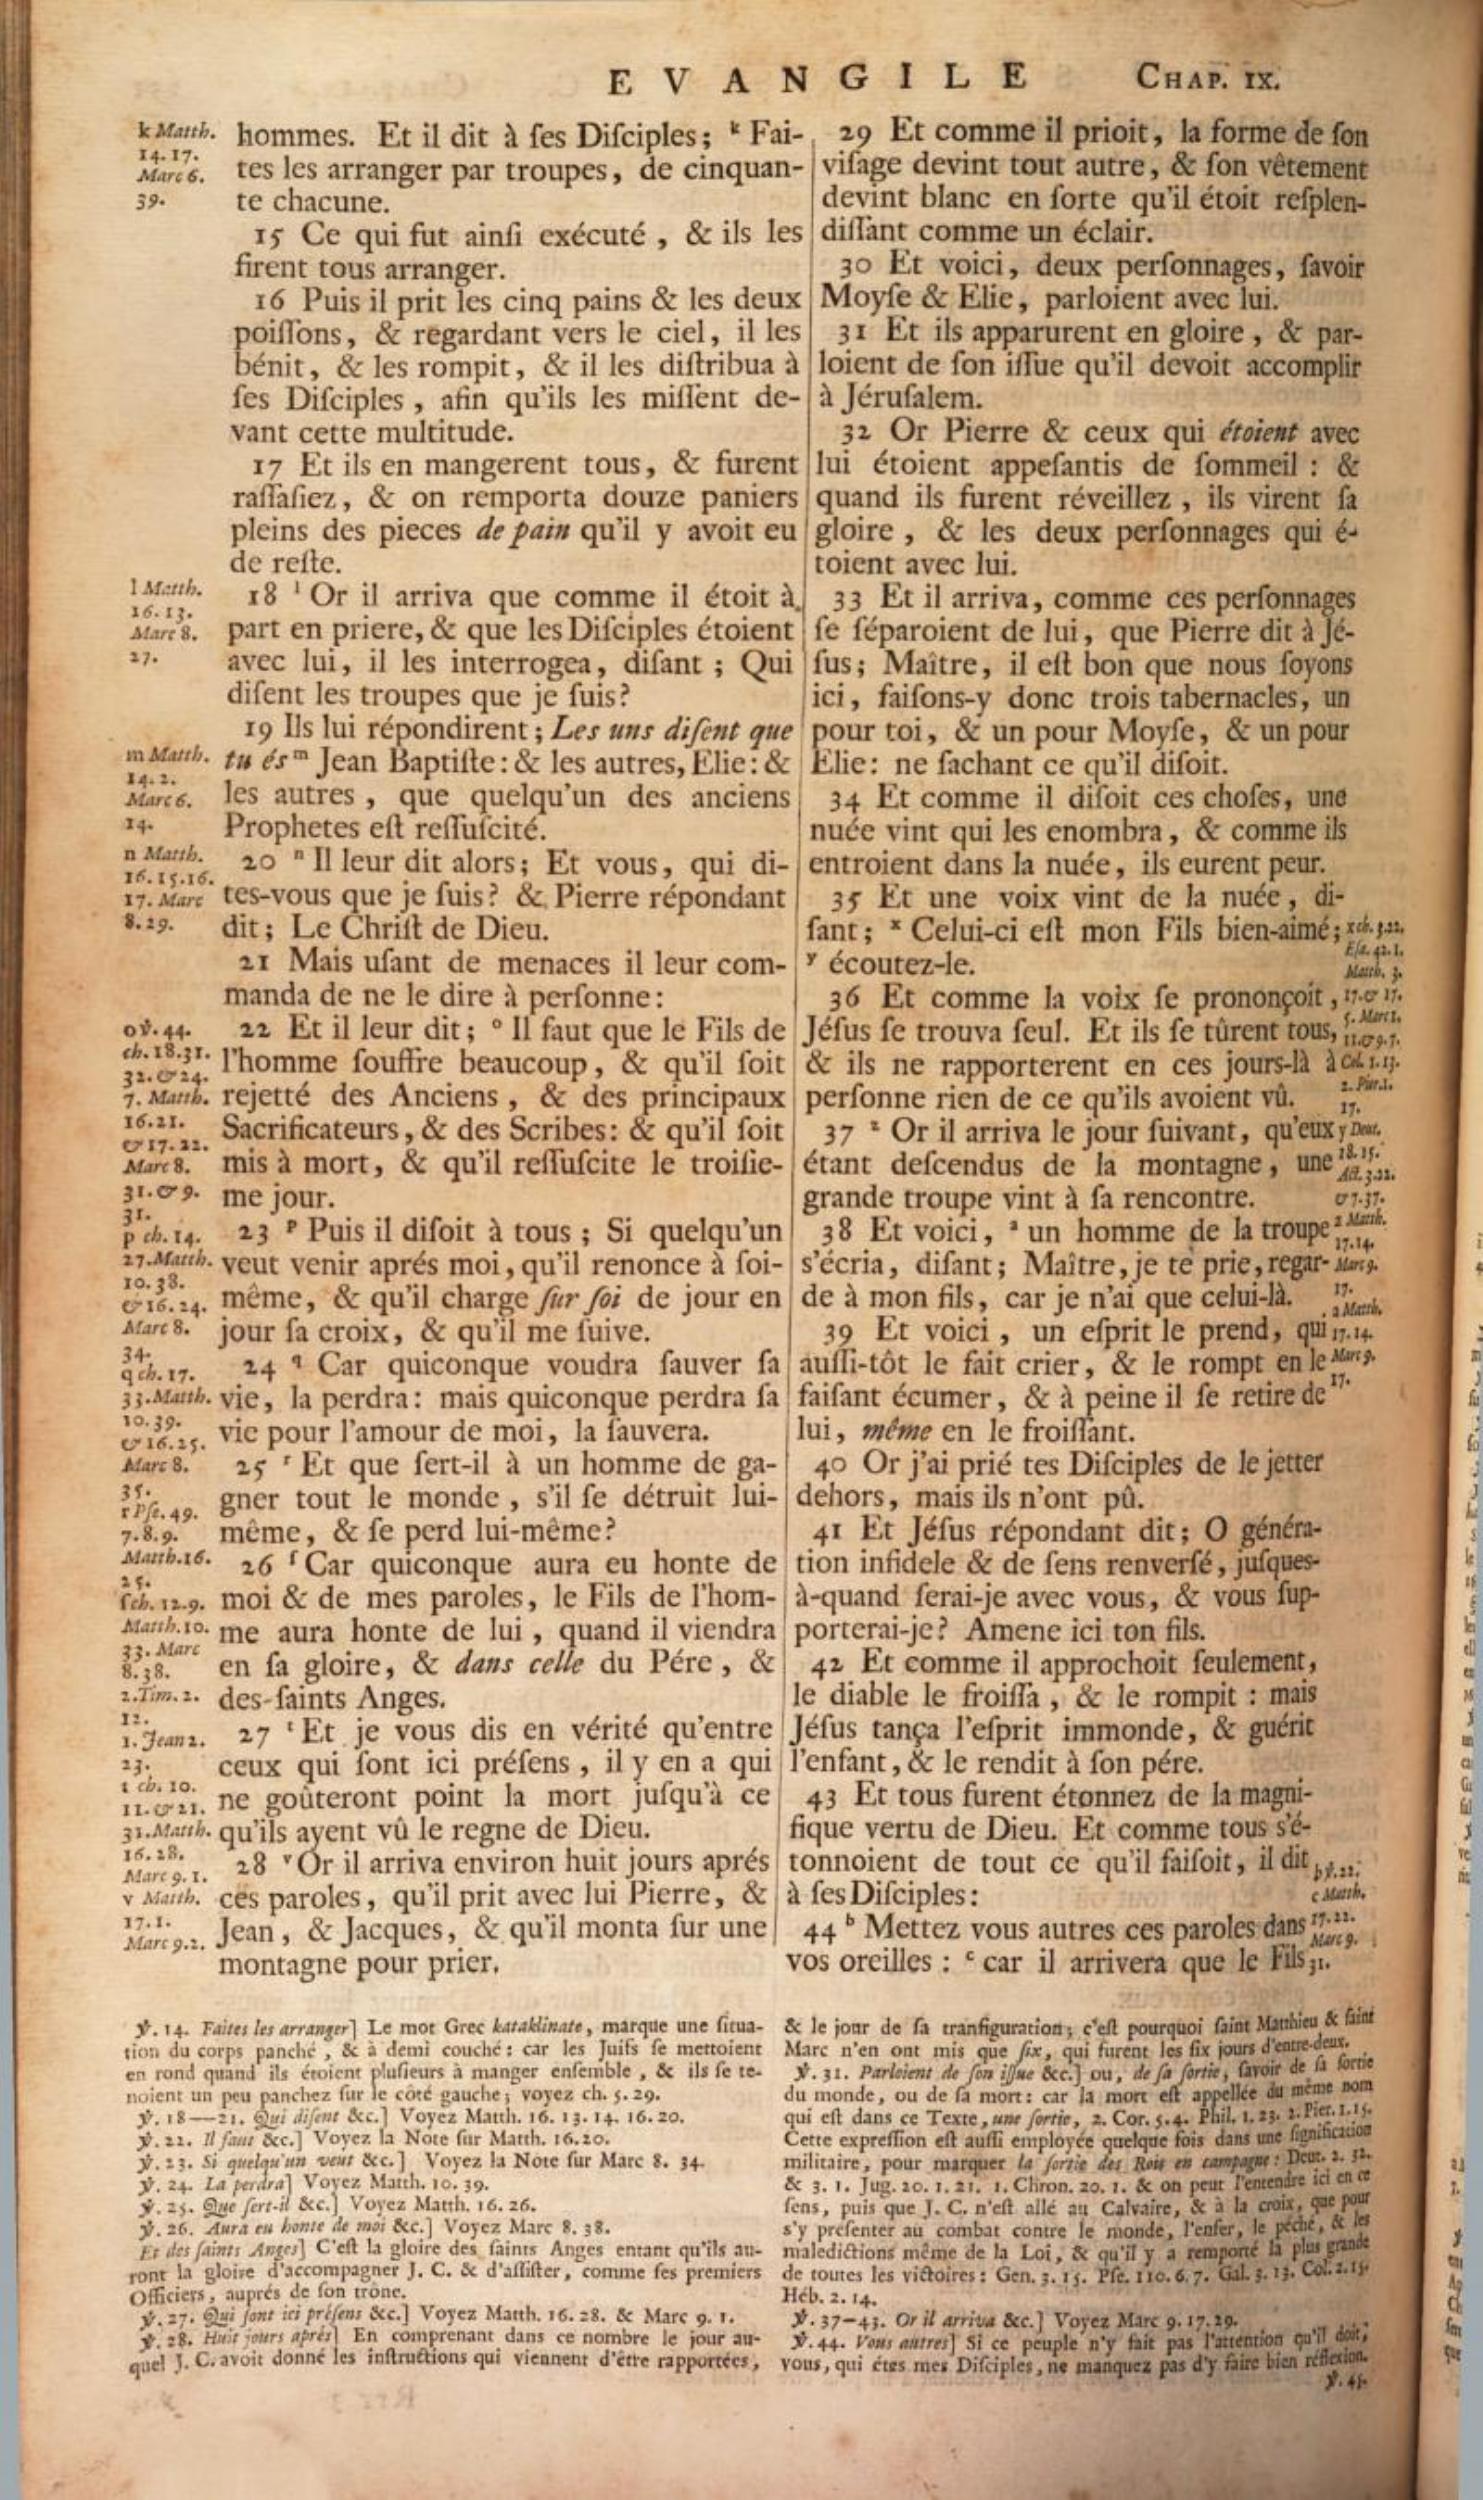 EVANGILE CHAP. IX.
k Matth.
14. 17.
Marc 6.
39.
hommes. Et il dit à ſes Diſciples; ᵏ Fai-
tes les arranger par troupes, de cinquan-
te chacune.
15 Ce qui fut ainſi exécuté, & ils les
firent tous arranger.
16 Puis il prit les cinq pains & les deux
poiſſons, & regardant vers le ciel, il les
bénit, & les rompit, & il les diſtribua à
ſes Diſciples, afin qu'ils les miſſent de-
vant cette multitude.
17 Et ils en mangerent tous, & furent
raſſaſiez, & on remporta douze paniers
pleins des pieces de pain qu'il y avoit eu
de reſte.
l Matth.
16. 13.
Marc 8.
27.
18 ˡ Or il arriva que comme il étoit à
part en priere, & que les Diſciples étoient
avec lui, il les interrogea, diſant; Qui
diſent les troupes que je ſuis?
19 Ils lui répondirent; Les uns diſent que
m Matth.
14. 2.
Marc 6.
14.
tu és ᵐ Jean Baptiſte: & les autres, Elie: &
les autres, que quelqu'un des anciens
Prophetes eſt reſſuſcité.
n Matth.
16. 15. 16.
17. Marc
8. 29.
20 ⁿ Il leur dit alors; Et vous, qui di-
tes-vous que je ſuis? & Pierre répondant
dit; Le Chriſt de Dieu.
21 Mais uſant de menaces il leur com-
manda de ne le dire à perſonne:
o ℣. 44.
ch. 18. 31.
32. & 24.
7. Matth.
16. 21.
& 17. 22.
Marc 8.
31. & 9.
31.
22 Et il leur dit; ᵒ Il faut que le Fils de
l'homme ſouffre beaucoup, & qu'il ſoit
rejetté des Anciens, & des principaux
Sacrificateurs, & des Scribes: & qu'il ſoit
mis à mort, & qu'il reſſuſcite le troiſie-
me jour.
p ch. 14.
27. Matth.
10. 38.
& 16. 24.
Marc 8.
34.
23 ᵖ Puis il diſoit à tous; Si quelqu'un
veut venir aprés moi, qu'il renonce à ſoi-
même, & qu'il charge ſur ſoi de jour en
jour ſa croix, & qu'il me ſuive.
q ch. 17.
33. Matth.
10. 39.
& 16. 25.
Marc 8.
35.
24 q Car quiconque voudra ſauver ſa
vie, la perdra: mais quiconque perdra ſa
vie pour l'amour de moi, la ſauvera.
r Pſe. 49.
7. 8. 9.
Matth. 16.
25.
25 ʳ Et que ſert-il à un homme de ga-
gner tout le monde, s'il ſe détruit lui-
même, & ſe perd lui-même?
ſ ch. 12. 9.
Matth. 10.
33. Marc
8. 38.
2. Tim. 2.
12.
1. Jean 2.
23.
26 ſ Car quiconque aura eu honte de
moi & de mes paroles, le Fils de l'hom-
me aura honte de lui, quand il viendra
en ſa gloire, & dans celle du Pére, &
des-ſaints Anges.
t ch. 10.
11. & 21.
31. Matth.
16. 28.
Marc 9. 1.
27 ᵗ Et je vous dis en vérité qu'entre
ceux qui ſont ici préſens, il y en a qui
ne goûteront point la mort juſqu'à ce
qu'ils ayent vû le regne de Dieu.
v Matth.
17. 1.
Marc 9. 2.
28 ᵛ Or il arriva environ huit jours aprés
ces paroles, qu'il prit avec lui Pierre, &
Jean, & Jacques, & qu'il monta ſur une
montagne pour prier.
29 Et comme il prioit, la forme de ſon
viſage devint tout autre, & ſon vêtement
devint blanc en ſorte qu'il étoit reſplen-
diſſant comme un éclair.
30 Et voici, deux perſonnages, ſavoir
Moyſe & Elie, parloient avec lui.
31 Et ils apparurent en gloire, & par-
loient de ſon iſſue qu'il devoit accomplir
à Jéruſalem.
32 Or Pierre & ceux qui étoient avec
lui étoient appeſantis de ſommeil: &
quand ils furent réveillez, ils virent ſa
gloire, & les deux perſonnages qui é-
toient avec lui.
33 Et il arriva, comme ces perſonnages
ſe ſéparoient de lui, que Pierre dit à Jé-
ſus; Maître, il eſt bon que nous ſoyons
ici, faiſons-y donc trois tabernacles, un
pour toi, & un pour Moyſe, & un pour
Elie: ne ſachant ce qu'il diſoit.
34 Et comme il diſoit ces choſes, une
nuée vint qui les enombra, & comme ils
entroient dans la nuée, ils eurent peur.
35 Et une voix vint de la nuée, di-
ſant; ˣ Celui-ci eſt mon Fils bien-aimé;
ʸ écoutez-le.
x ch. 3. 22.
Eſa. 42. 1.
Matth. 3.
17. & 17.
5. Marc 1.
11. & 9. 7.
Col. 1. 13.
2. Pier. 1.
17.
36 Et comme la voix ſe prononçoit,
Jéſus ſe trouva ſeul. Et ils ſe tûrent tous,
& ils ne rapporterent en ces jours-là à
perſonne rien de ce qu'ils avoient vû.
y Deut.
18. 15.
Act. 3. 22.
& 7. 37.
37 ᶻ Or il arriva le jour ſuivant, qu'eux
étant deſcendus de la montagne, une
grande troupe vint à ſa rencontre.
z Matth.
17. 14.
Marc 9.
17.
38 Et voici, ᵃ un homme de la troupe
s'écria, diſant; Maître, je te prie, regar-
de à mon fils, car je n'ai que celui-là.
a Matth.
17. 14.
Marc 9.
17.
39 Et voici, un eſprit le prend, qui
auſſi-tôt le fait crier, & le rompt en le
faiſant écumer, & à peine il ſe retire de
lui, même en le froiſſant.
40 Or j'ai prié tes Diſciples de le jetter
dehors, mais ils n'ont pû.
41 Et Jéſus répondant dit; O généra-
tion infidele & de ſens renverſé, juſques-
à-quand ſerai-je avec vous, & vous ſup-
porterai-je? Amene ici ton fils.
42 Et comme il approchoit ſeulement,
le diable le froiſſa, & le rompit: mais
Jéſus tança l'eſprit immonde, & guérit
l'enfant, & le rendit à ſon pére.
43 Et tous furent étonnez de la magni-
fique vertu de Dieu. Et comme tous s'é-
tonnoient de tout ce qu'il faiſoit, il dit
à ſes Diſciples:
b ℣. 22.
c Matth.
17. 22.
Marc 9.
31.
44 ᵇ Mettez vous autres ces paroles dans
vos oreilles: ᶜ car il arrivera que le Fils
℣. 14. Faites les arranger] Le mot Grec kataklinate, marque une ſitua-
tion du corps panché, & à demi couché: car les Juifs ſe mettoient
en rond quand ils étoient pluſieurs à manger enſemble, & ils ſe te-
noient un peu panchez ſur le côté gauche; voyez ch. 5. 29.
℣. 18—21. Qui diſent &c.] Voyez Matth. 16. 13. 14. 16. 20.
℣. 22. Il faut &c.] Voyez la Note ſur Matth. 16. 20.
℣. 23. Si quelqu'un veut &c.] Voyez la Note ſur Marc 8. 34.
℣. 24. La perdra] Voyez Matth. 10. 39.
℣. 25. Que ſert-il &c.] Voyez Matth. 16. 26.
℣. 26. Aura eu honte de moi &c.] Voyez Marc 8. 38.
Et des ſaints Anges] C'eſt la gloire des ſaints Anges entant qu'ils au-
ront la gloire d'accompagner J. C. & d'aſſiſter, comme ſes premiers
Officiers, auprés de ſon trône.
℣. 27. Qui ſont ici préſens &c.] Voyez Matth. 16. 28. & Marc 9. 1.
℣. 28. Huit jours aprés] En comprenant dans ce nombre le jour au-
quel J. C. avoit donné les inſtructions qui viennent d'être rapportées,
& le jour de ſa tranfiguration; c'eſt pourquoi ſaint Matthieu & ſaint
Marc n'en ont mis que ſix, qui furent les ſix jours d'entre-deux.
℣. 31. Parloient de ſon iſſue &c.] ou, de ſa ſortie, ſavoir de ſa ſortie
du monde, ou de ſa mort: car la mort eſt appellée du même nom
qui eſt dans ce Texte, une ſortie, 2. Cor. 5. 4. Phil. 1. 23. 2. Pier. 1. 15.
Cette expreſſion eſt auſſi employée quelque fois dans une ſignification
militaire, pour marquer la ſortie des Rois en campagne: Deut. 2. 32.
& 3. 1. Jug. 20. 1. 21. 1. Chron. 20. 1. & on peut l'entendre ici en ce
ſens, puis que J. C. n'eſt allé au Calvaire, & à la croix, que pour
s'y preſenter au combat contre le monde, l'enfer, le péché, & les
maledictions même de la Loi, & qu'il y a remporté la plus grande
de toutes les victoires: Gen. 3. 15. Pſe. 110. 6. 7. Gal. 3. 13. Col. 2. 15.
Héb. 2. 14.
℣. 37—43. Or il arriva &c.] Voyez Marc 9. 17. 29.
℣. 44. Vous autres] Si ce peuple n'y fait pas l'attention qu'il doit,
vous, qui étes mes Diſciples, ne manquez pas d'y faire bien réflexion.
℣. 45.